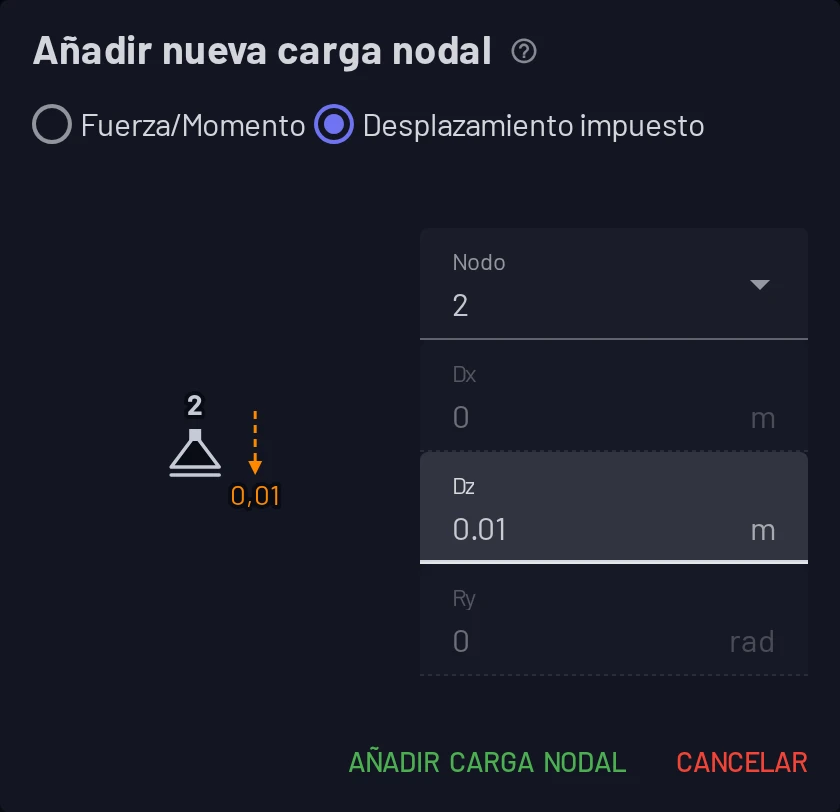 Añadir nueva carga nodal ?
Fuerza/Momento Desplazamiento impuesto
Nodo
2
Dx
0 m
2
0,01
Dz
0.01 m
Ry
0 rad
AÑADIR CARGA NODAL CANCELAR